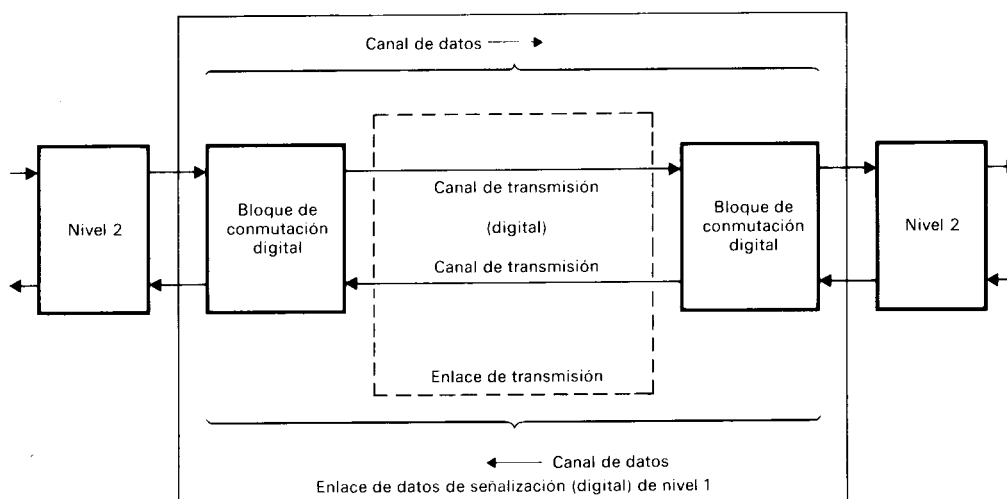 Canal de datos
Nivel 2
Bloque de
conmutación
digital
Canal de transmisión
(digital)
Canal de transmisión
Enlace de transmisión
Bloque de
conmutación
digital
Nivel 2
Canal de datos
Enlace de datos de señalización (digital) de nivel 1